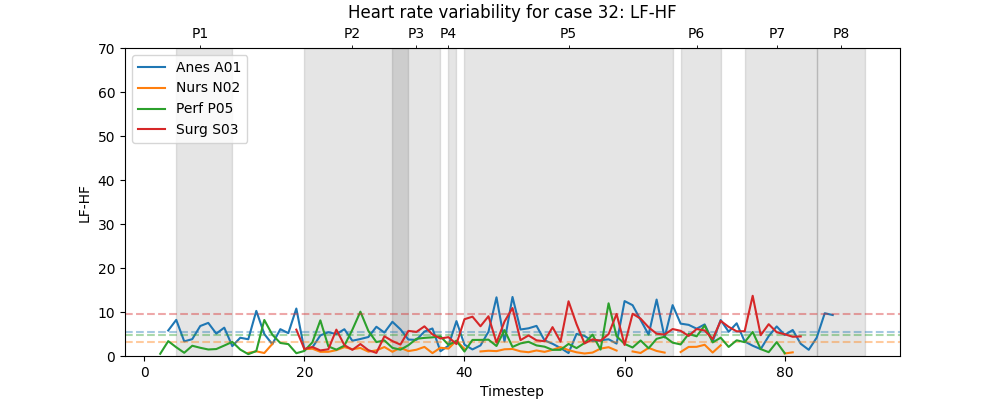 Heart rate variability for case 32: LF-HF
P1 P2 P3 P4 P5 P6 P7 P8
70
60
50
40
30
20
10
0
LF-HF
Anes A01
Nurs N02
Perf P05
Surg S03
0 20 40 60 80
Timestep